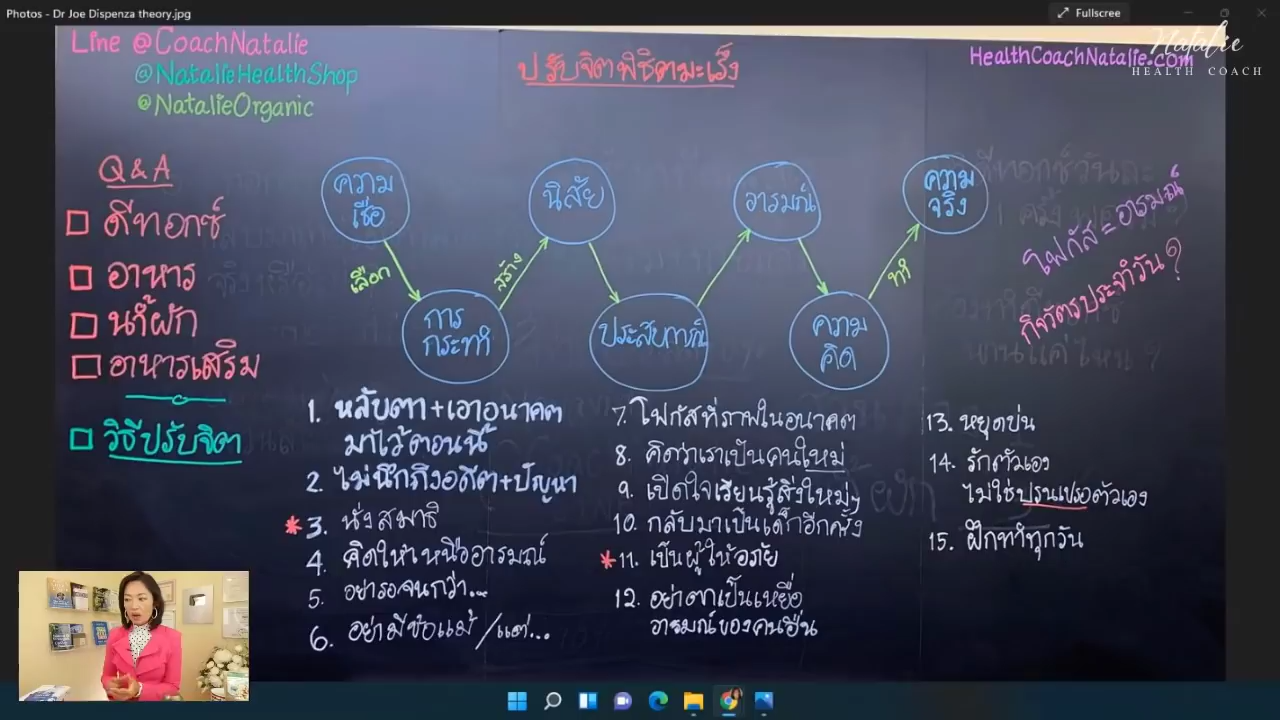 Photos - Dr Joe Dispenza theory.jpg
Fullscree
Natalie
HEALTH COACH
Line @CoachNatalie
@NatalieHealthShop
@NatalieOrganic
ปรับจิตพิชิตมะเร็ง
HealthCoachNatalie.com
Q & A
ดีทอกซ์
อาหาร
น้ำผัก
อาหารเสริม
วิธีปรับจิต
ความ
เชื่อ
เลือก
การ
กระทำ
สร้าง
นิสัย
ประสบการณ์
อารมณ์
ความ
คิด
ทำ
ความ
จริง
โฟกัส = อารมณ์
กิจวัตรประจำวัน?
1. หลับตา+เอาอนาคต
มาไว้ตอนนี้
2. ไม่นึกถึงอดีต+ปัญหา
* 3. นั่งสมาธิ
4. คิดให้เหนืออารมณ์
5. อย่ารอจนกว่า...
6. อย่ามีข้อแม้/แต่...
7. โฟกัสที่ภาพในอนาคต
8. คิดว่าเราเป็นคนใหม่
9. เปิดใจเรียนรู้สิ่งใหม่ๆ
10. กลับมาเป็นเด็กอีกครั้ง
* 11. เป็นผู้ให้อภัย
12. อย่าตกเป็นเหยื่อ
อารมณ์ของคนอื่น
13. หยุดบ่น
14. รักตัวเอง
ไม่ใช่ปรนเปรอตัวเอง
15. ฝึกทำทุกวัน